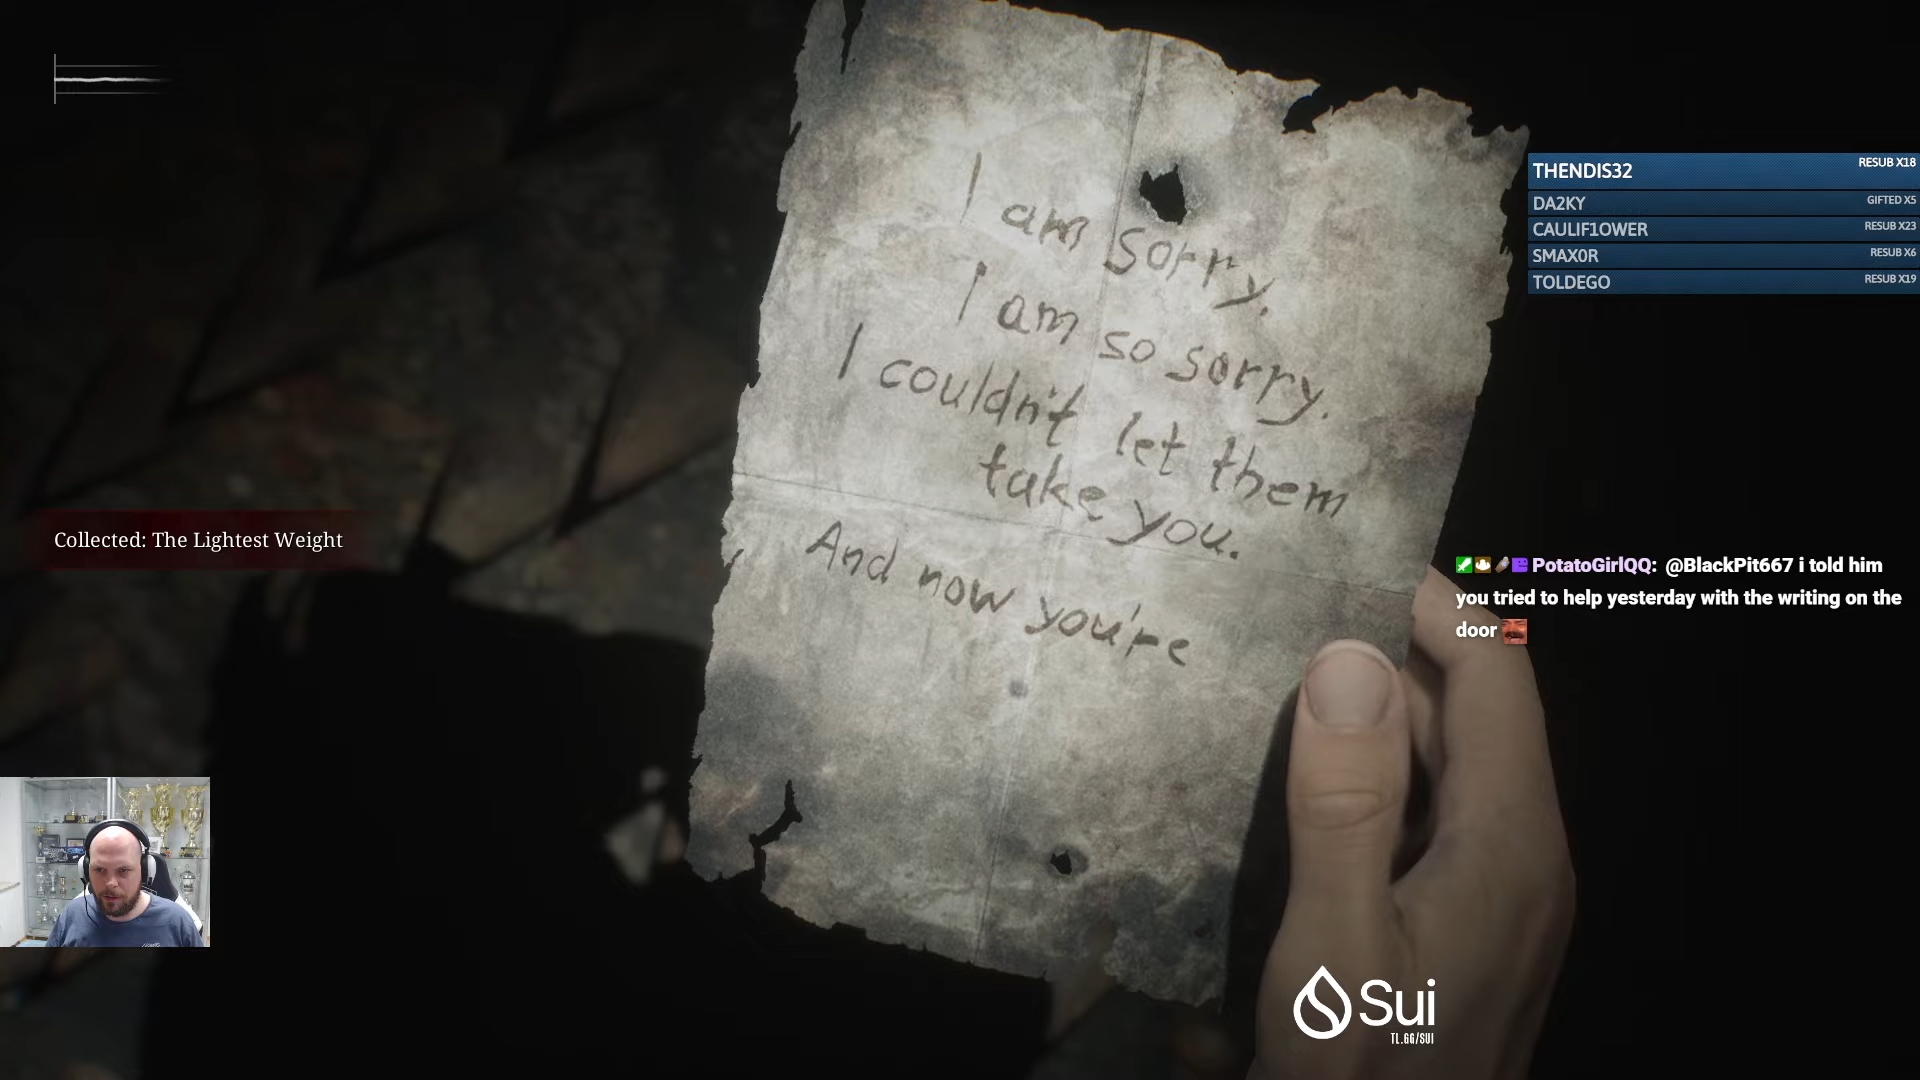 I am sorry.
I am so sorry.
I couldn't let them
take you.
And now you're
Collected: The Lightest Weight
THENDIS32 RESUB X18
DA2KY GIFTED X5
CAULIF1OWER RESUB X23
SMAX0R RESUB X6
TOLDEGO RESUB X19
PotatoGirlQQ: @BlackPit667 i told him
you tried to help yesterday with the writing on the
door
Sui
TL.GG/SUI